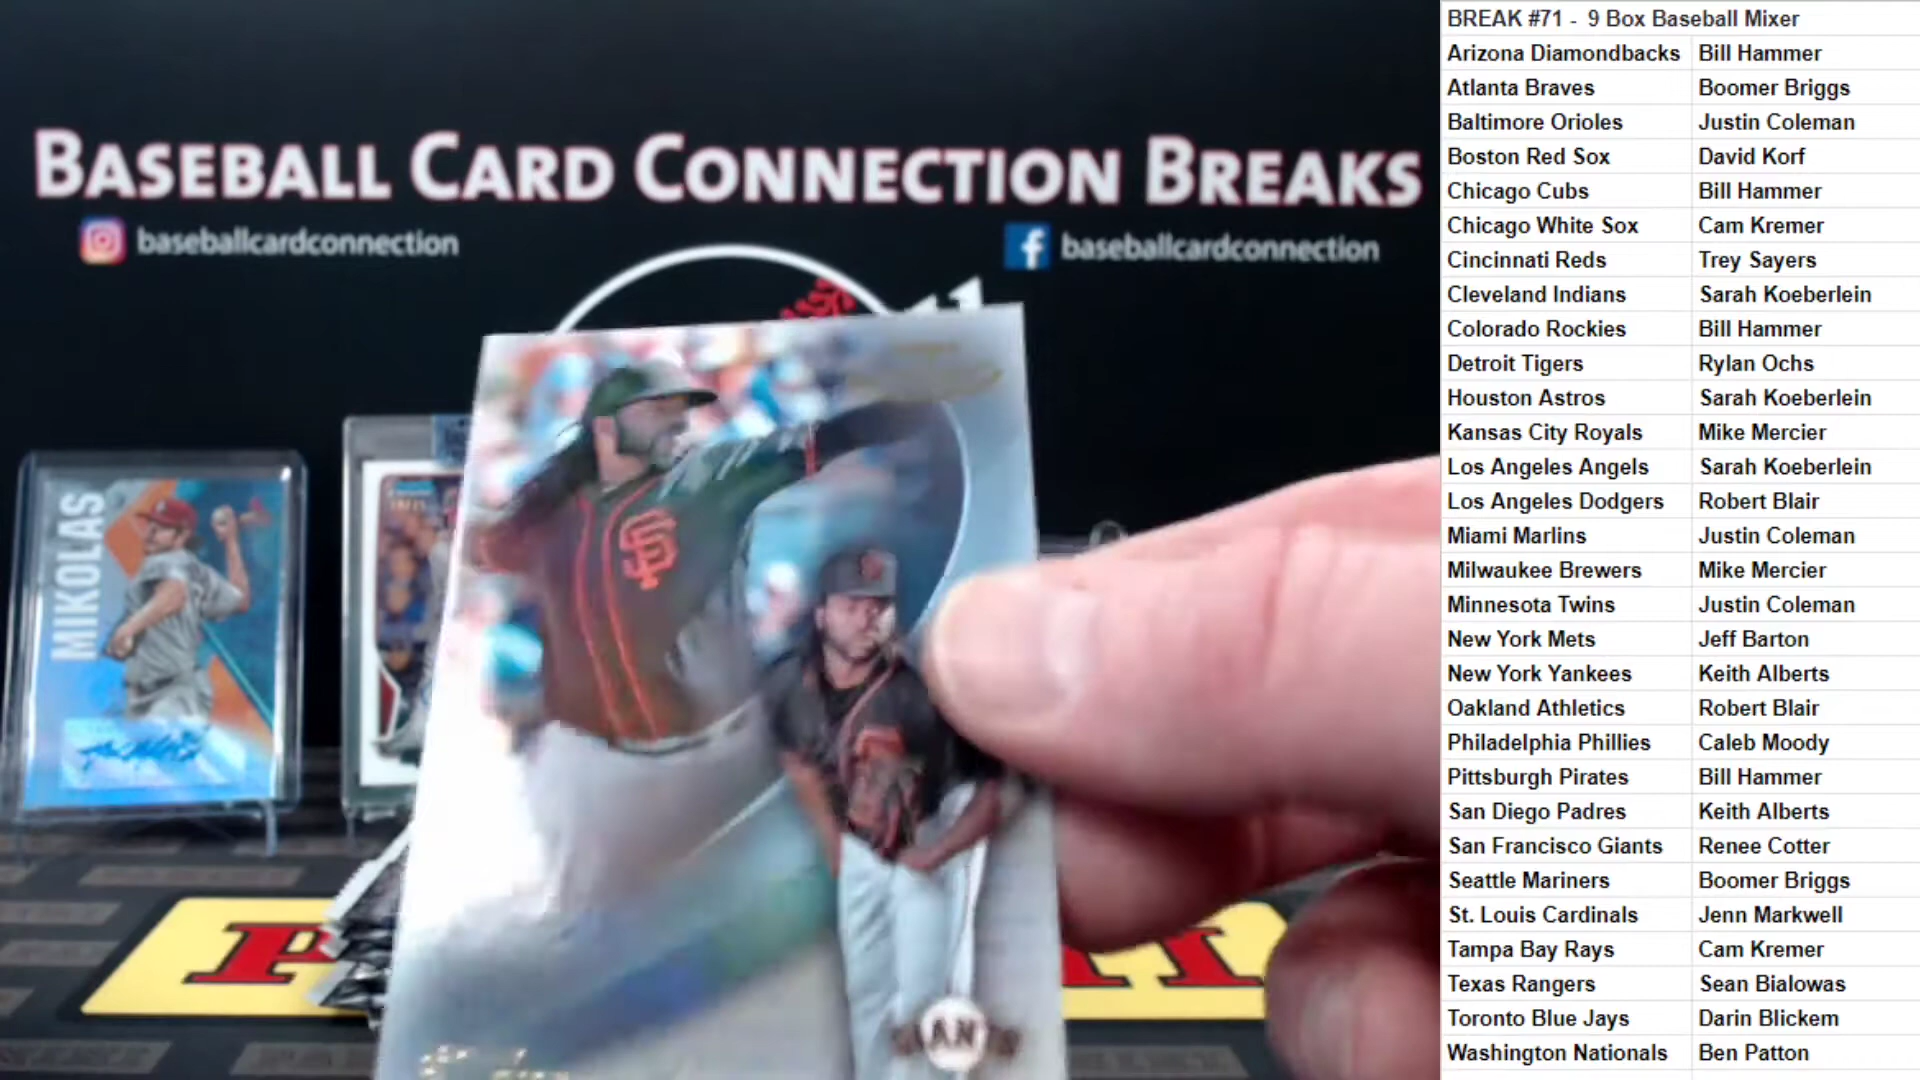 BASEBALL CARD CONNECTION BREAKS
baseballcardconnection
baseballcardconnection
MIKOLAS
SF
BREAK #71 - 9 Box Baseball Mixer
Arizona Diamondbacks Bill Hammer
Atlanta Braves Boomer Briggs
Baltimore Orioles Justin Coleman
Boston Red Sox David Korf
Chicago Cubs Bill Hammer
Chicago White Sox Cam Kremer
Cincinnati Reds Trey Sayers
Cleveland Indians Sarah Koeberlein
Colorado Rockies Bill Hammer
Detroit Tigers Rylan Ochs
Houston Astros Sarah Koeberlein
Kansas City Royals Mike Mercier
Los Angeles Angels Sarah Koeberlein
Los Angeles Dodgers Robert Blair
Miami Marlins Justin Coleman
Milwaukee Brewers Mike Mercier
Minnesota Twins Justin Coleman
New York Mets Jeff Barton
New York Yankees Keith Alberts
Oakland Athletics Robert Blair
Philadelphia Phillies Caleb Moody
Pittsburgh Pirates Bill Hammer
San Diego Padres Keith Alberts
San Francisco Giants Renee Cotter
Seattle Mariners Boomer Briggs
St. Louis Cardinals Jenn Markwell
Tampa Bay Rays Cam Kremer
Texas Rangers Sean Bialowas
Toronto Blue Jays Darin Blickem
Washington Nationals Ben Patton